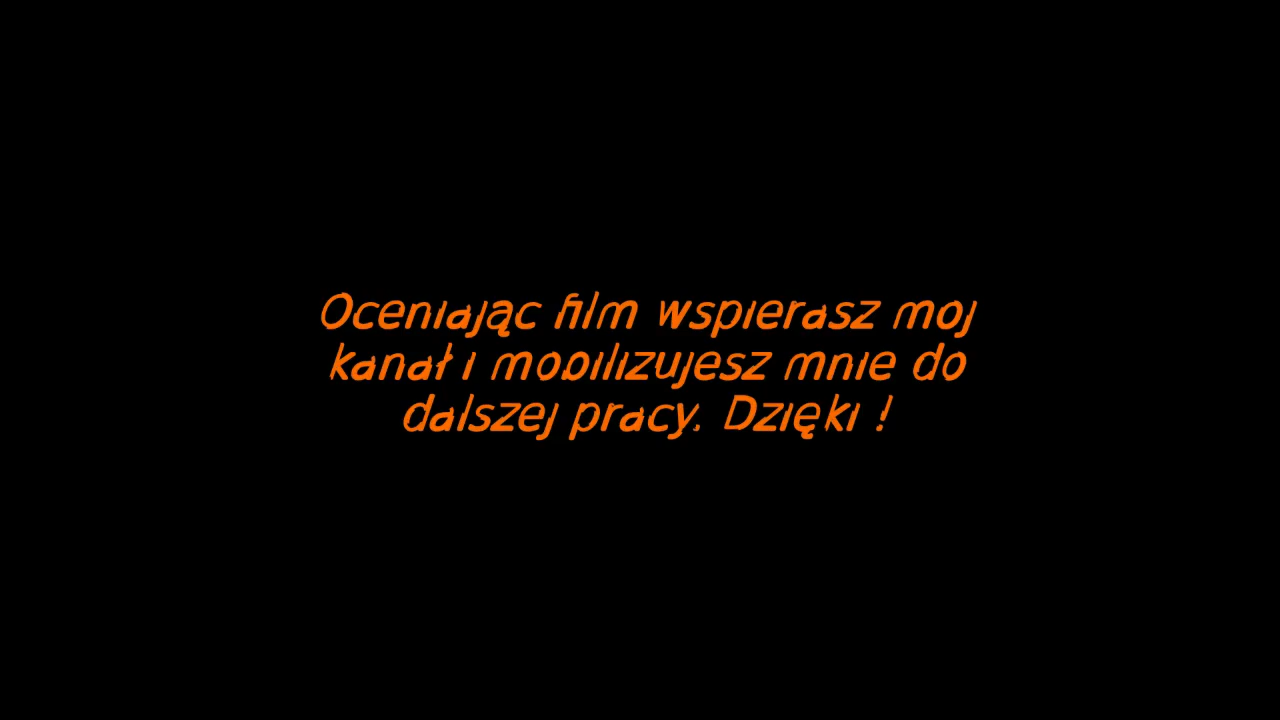 Oceniając film wspierasz moj
kanał i mobilizujesz mnie do
dalszej pracy. Dzięki !